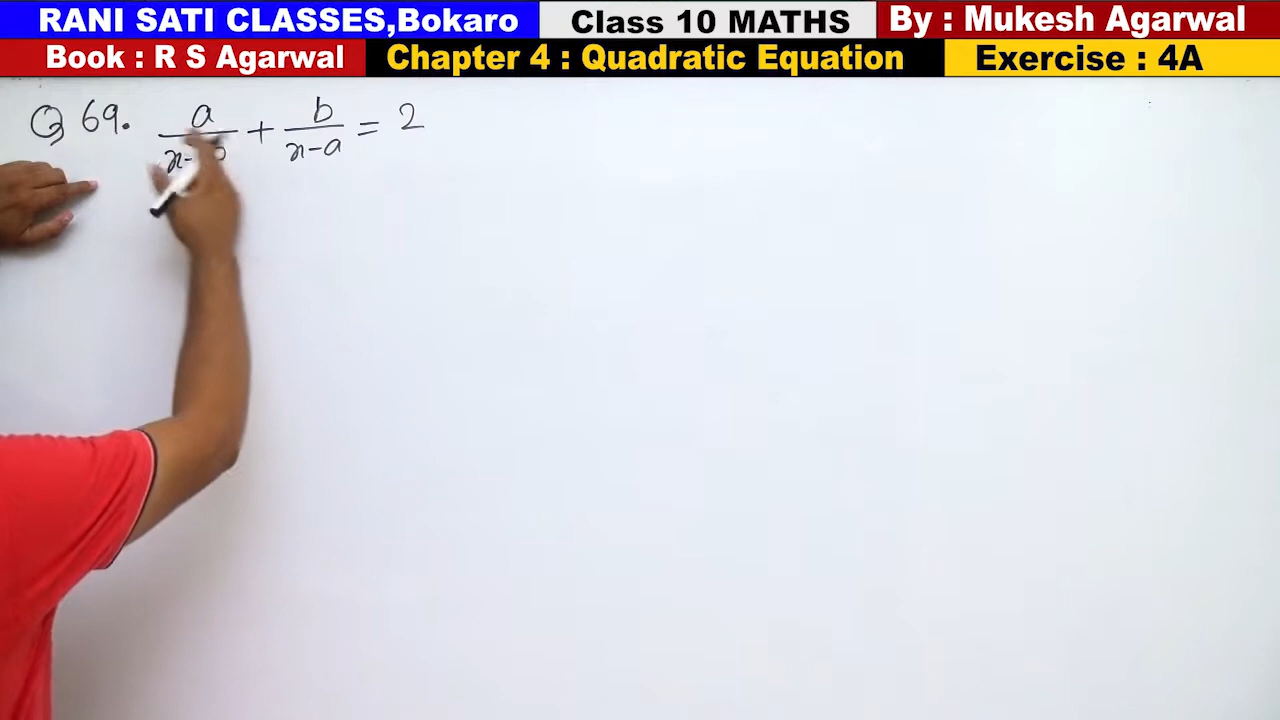 RANI SATI CLASSES,Bokaro Class 10 MATHS By : Mukesh Agarwal
Book : R S Agarwal Chapter 4 : Quadratic Equation Exercise : 4A
Q 69. a/(x-b) + b/(x-a) = 2